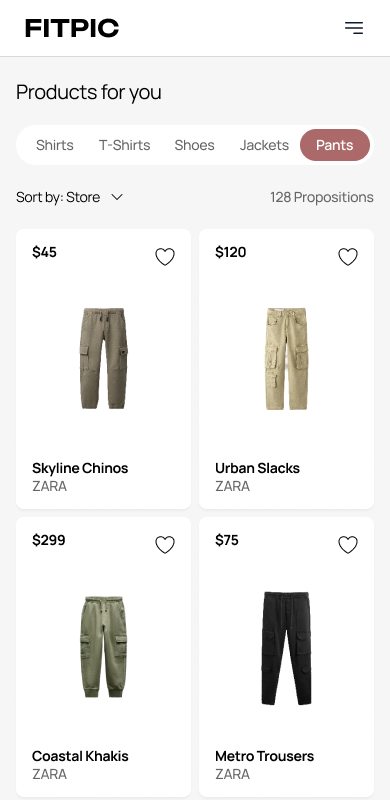 FITPIC
Products for you
Shirts T-Shirts Shoes Jackets Pants
Sort by: Store 128 Propositions
$45
Skyline Chinos
ZARA
$120
Urban Slacks
ZARA
$299
Coastal Khakis
ZARA
$75
Metro Trousers
ZARA